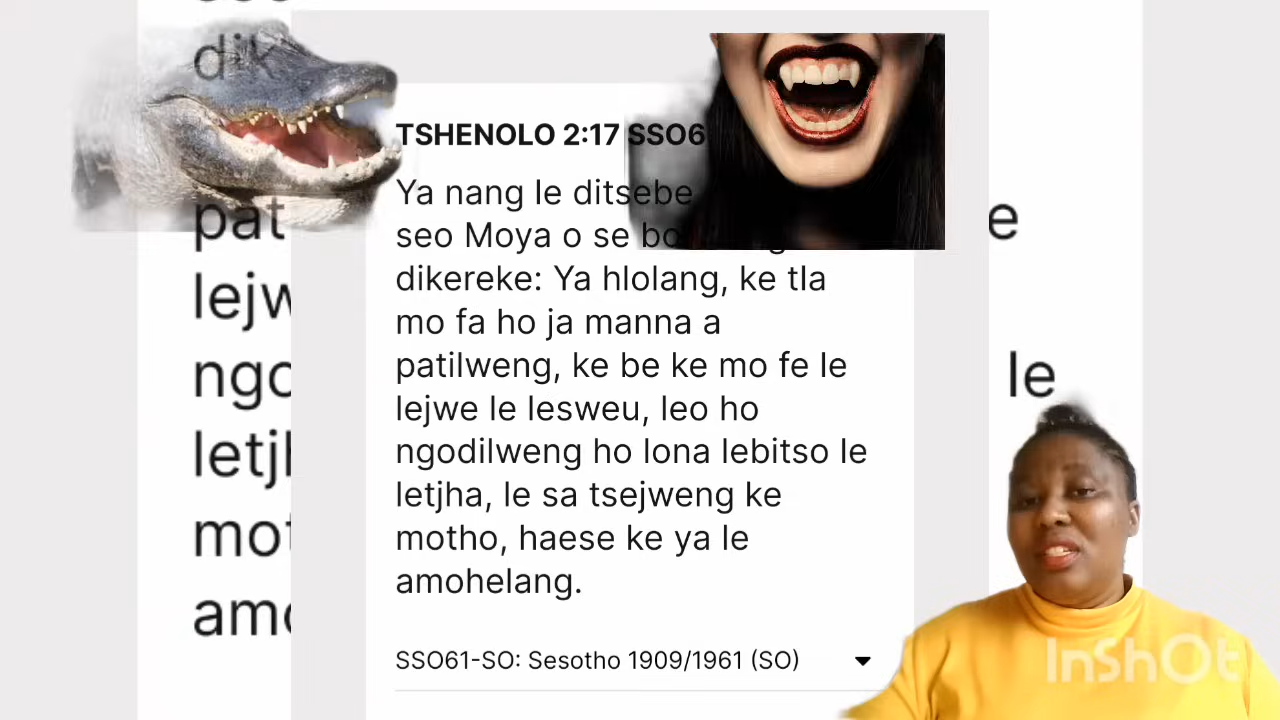 TSHENOLO 2:17 SSO6
Ya nang le ditsebe
seo Moya o se
dikereke: Ya hlolang, ke tla
mo fa ho ja manna a
patilweng, ke be ke mo fe le
lejwe le lesweu, leo ho
ngodilweng ho lona lebitso le
letjha, le sa tsejweng ke
motho, haese ke ya le
amohelang.
SSO61-SO: Sesotho 1909/1961 (SO)
le
InShOt